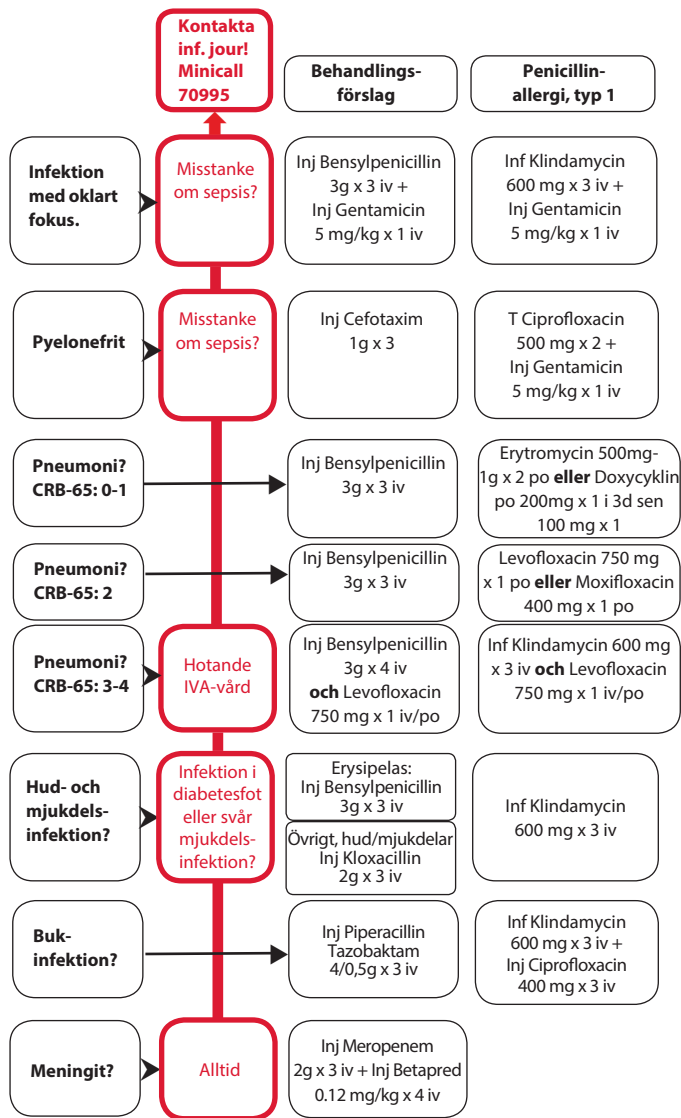 Kontakta
inf. jour!
Minicall
70995
Behandlings-
förslag
Penicillin-
allergi, typ 1
Infektion
med oklart
fokus.
Misstanke
om sepsis?
Inj Bensylpenicillin
3g x 3 iv +
Inj Gentamicin
5 mg/kg x 1 iv
Inf Klindamycin
600 mg x 3 iv +
Inj Gentamicin
5 mg/kg x 1 iv
Pyelonefrit
Misstanke
om sepsis?
Inj Cefotaxim
1g x 3
T Ciprofloxacin
500 mg x 2 +
Inj Gentamicin
5 mg/kg x 1 iv
Pneumoni?
CRB-65: 0-1
Inj Bensylpenicillin
3g x 3 iv
Erytromycin 500mg-
1g x 2 po eller Doxycyklin
po 200mg x 1 i 3d sen
100 mg x 1
Pneumoni?
CRB-65: 2
Inj Bensylpenicillin
3g x 3 iv
Levofloxacin 750 mg
x 1 po eller Moxifloxacin
400 mg x 1 po
Pneumoni?
CRB-65: 3-4
Hotande
IVA-vård
Inj Bensylpenicillin
3g x 4 iv
och Levofloxacin
750 mg x 1 iv/po
Inf Klindamycin 600 mg
x 3 iv och Levofloxacin
750 mg x 1 iv/po
Hud- och
mjukdels-
infektion?
Infektion i
diabetesfot
eller svår
mjukdels-
infektion?
Erysipelas:
Inj Bensylpenicillin
3g x 3 iv
Övrigt, hud/mjukdelar
Inj Kloxacillin
2g x 3 iv
Inf Klindamycin
600 mg x 3 iv
Buk-
infektion?
Inj Piperacillin
Tazobaktam
4/0,5g x 3 iv
Inf Klindamycin
600 mg x 3 iv +
Inj Ciprofloxacin
400 mg x 3 iv
Meningit?
Alltid
Inj Meropenem
2g x 3 iv + Inj Betapred
0.12 mg/kg x 4 iv